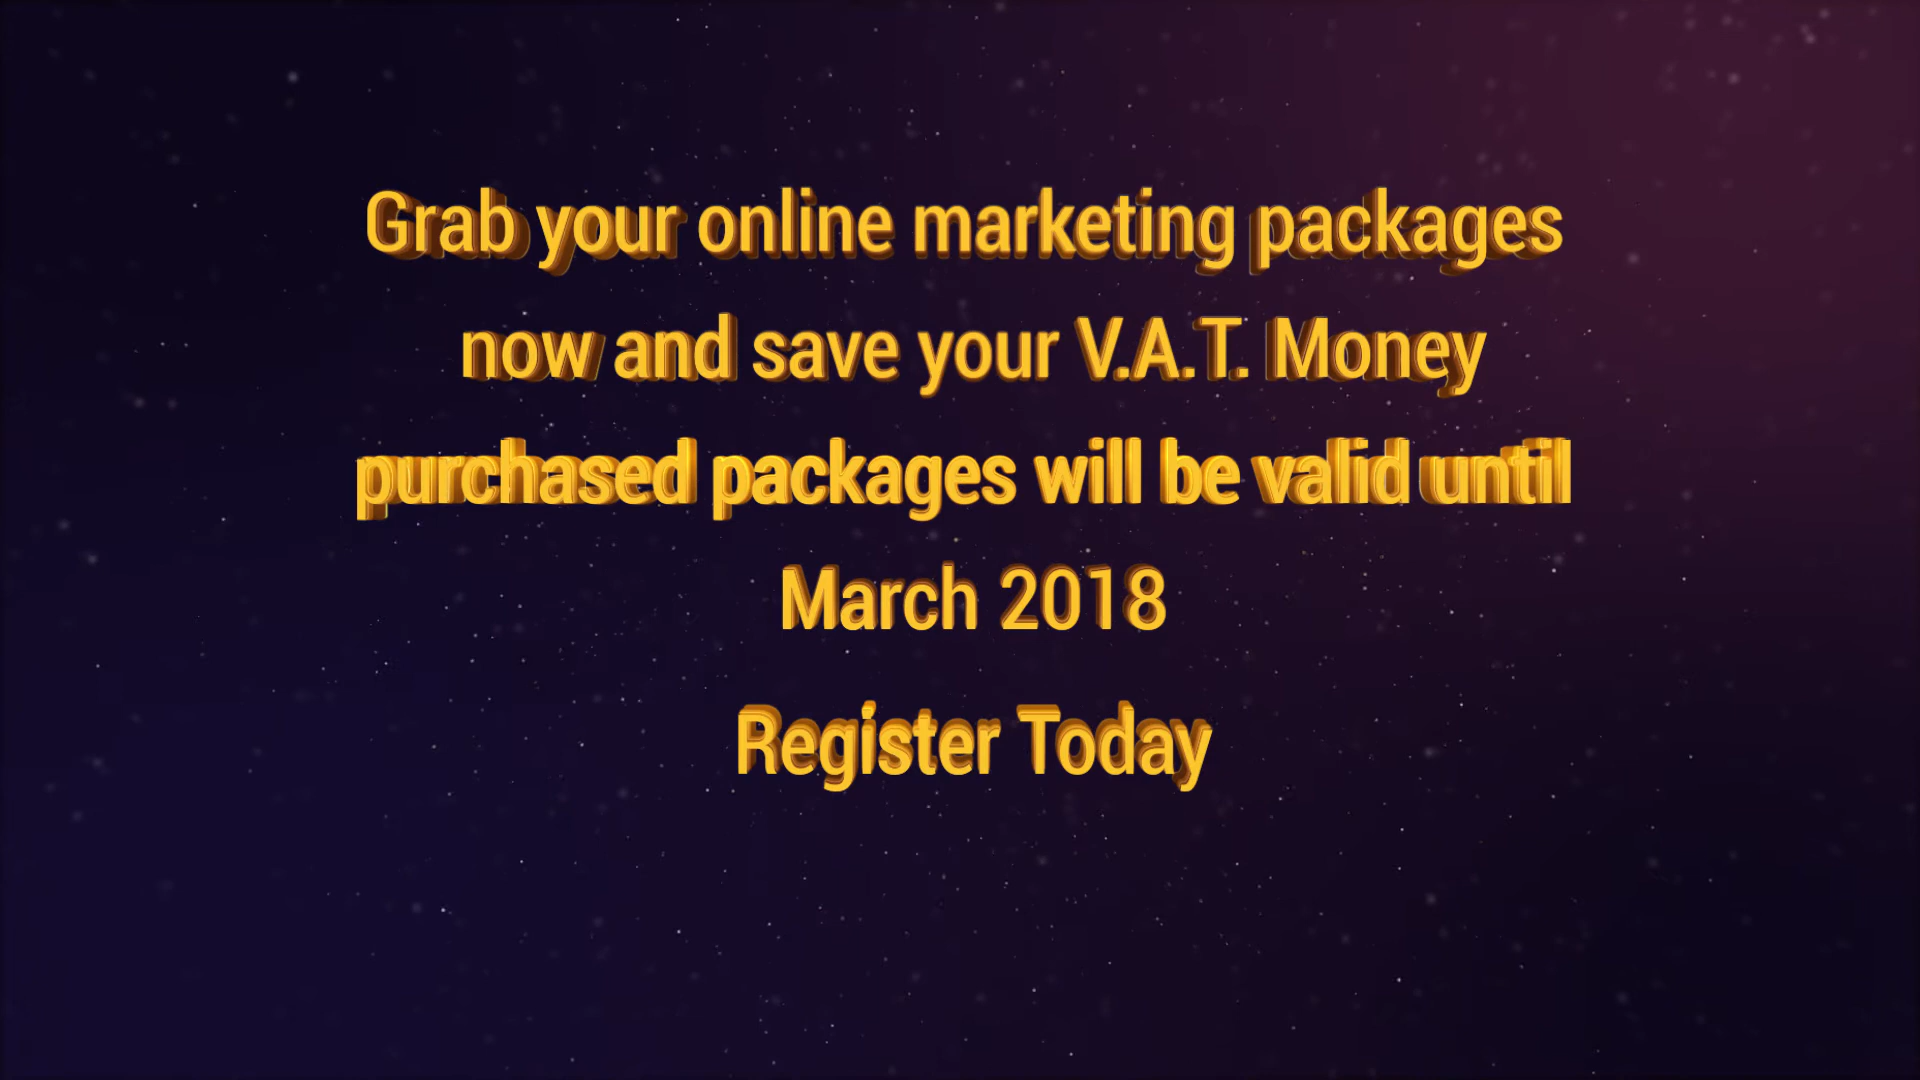 Grab your online marketing packages
now and save your V.A.T. Money
purchased packages will be valid until
March 2018
Register Today